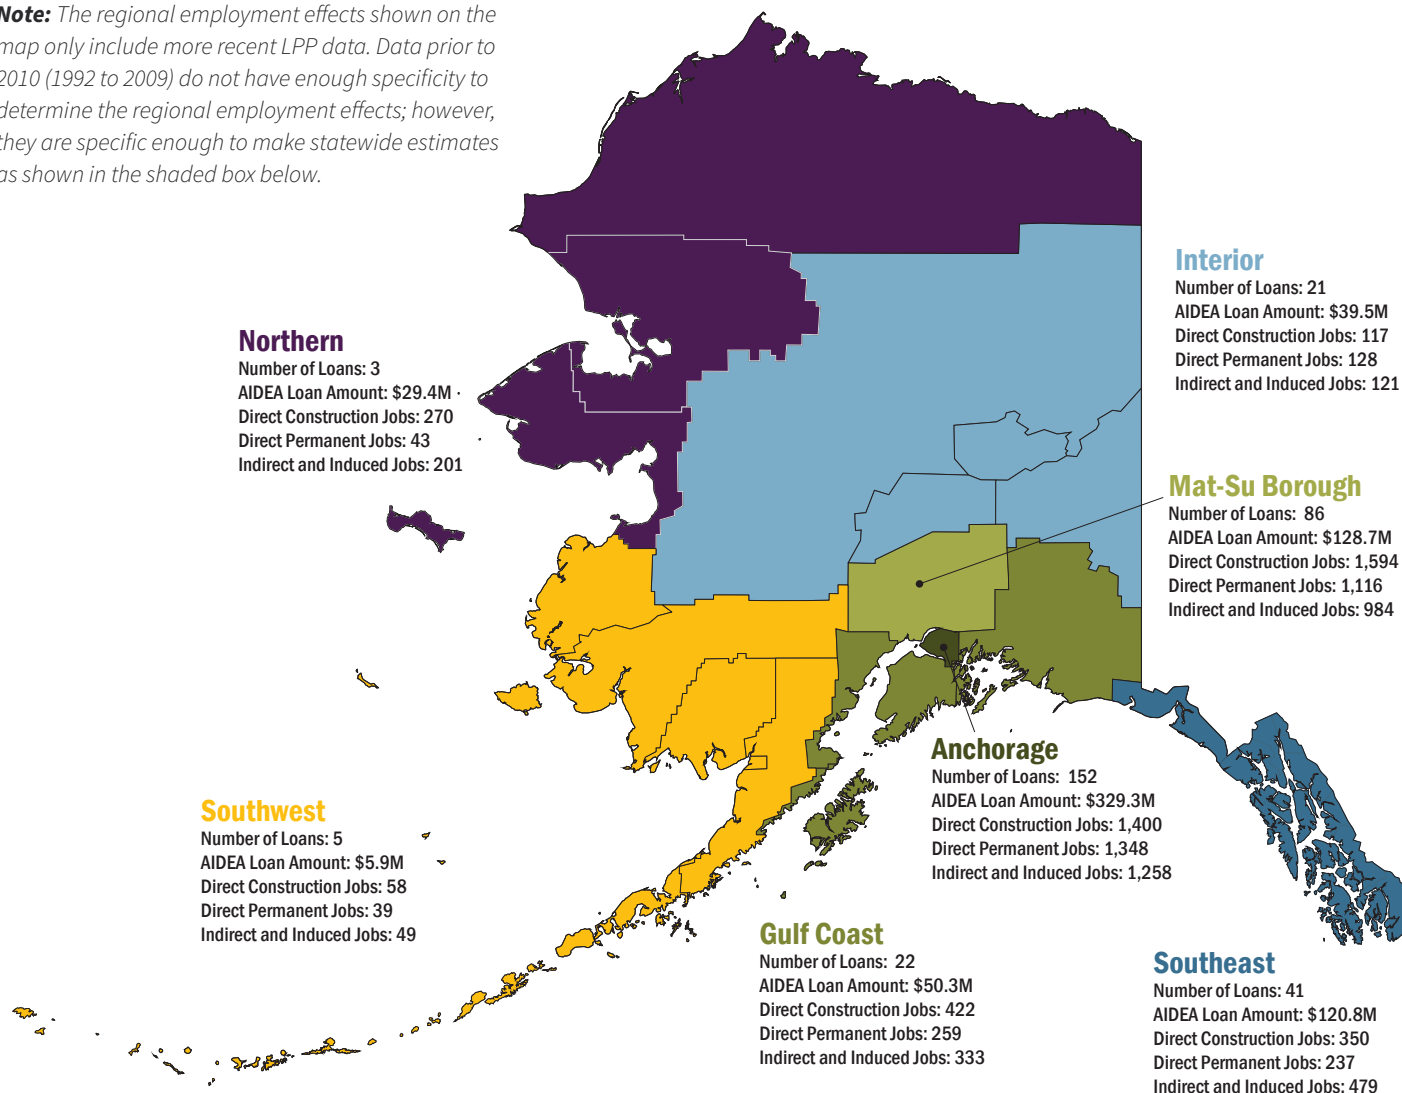 Note: The regional employment effects shown on the
map only include more recent LPP data. Data prior to
2010 (1992 to 2009) do not have enough specificity to
determine the regional employment effects; however,
they are specific enough to make statewide estimates
as shown in the shaded box below.
Interior
Number of Loans: 21
AIDEA Loan Amount: $39.5M
Direct Construction Jobs: 117
Direct Permanent Jobs: 128
Indirect and Induced Jobs: 121
Northern
Number of Loans: 3
AIDEA Loan Amount: $29.4M
Direct Construction Jobs: 270
Direct Permanent Jobs: 43
Indirect and Induced Jobs: 201
Mat-Su Borough
Number of Loans: 86
AIDEA Loan Amount: $128.7M
Direct Construction Jobs: 1,594
Direct Permanent Jobs: 1,116
Indirect and Induced Jobs: 984
Anchorage
Number of Loans: 152
AIDEA Loan Amount: $329.3M
Direct Construction Jobs: 1,400
Direct Permanent Jobs: 1,348
Indirect and Induced Jobs: 1,258
Southwest
Number of Loans: 5
AIDEA Loan Amount: $5.9M
Direct Construction Jobs: 58
Direct Permanent Jobs: 39
Indirect and Induced Jobs: 49
Gulf Coast
Number of Loans: 22
AIDEA Loan Amount: $50.3M
Direct Construction Jobs: 422
Direct Permanent Jobs: 259
Indirect and Induced Jobs: 333
Southeast
Number of Loans: 41
AIDEA Loan Amount: $120.8M
Direct Construction Jobs: 350
Direct Permanent Jobs: 237
Indirect and Induced Jobs: 479